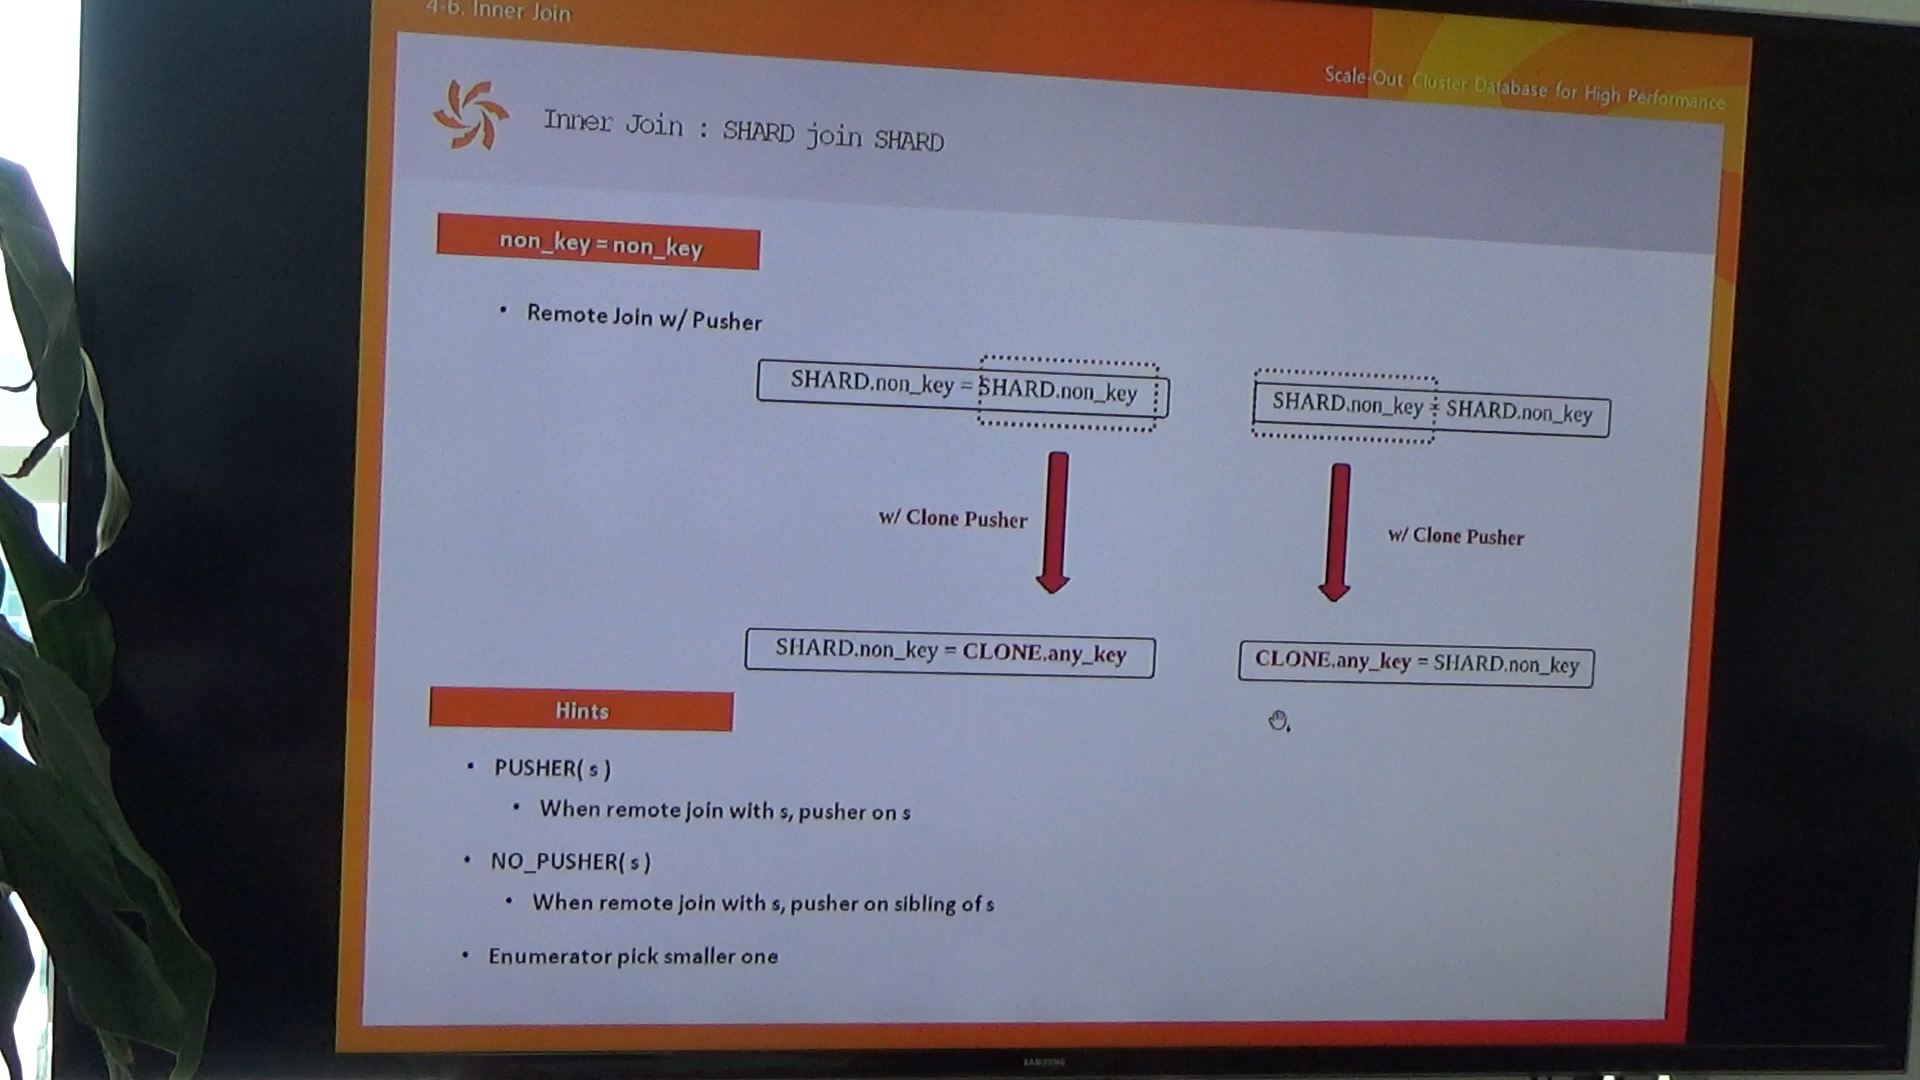 4-6. Inner Join
Scale-Out Cluster Database for High Performance
Inner Join : SHARD join SHARD
non_key = non_key
• Remote Join w/ Pusher
SHARD.non_key = SHARD.non_key
SHARD.non_key = SHARD.non_key
w/ Clone Pusher
w/ Clone Pusher
SHARD.non_key = CLONE.any_key
CLONE.any_key = SHARD.non_key
Hints
• PUSHER( s )
• When remote join with s, pusher on s
• NO_PUSHER( s )
• When remote join with s, pusher on sibling of s
• Enumerator pick smaller one
SAMSUNG